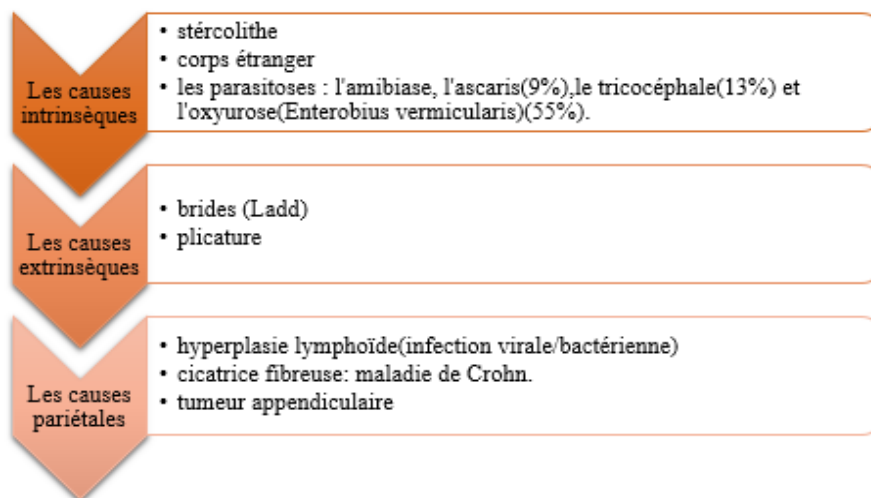 Les causes
intrinsèques
• stércolithe
• corps étranger
• les parasitoses : l'amibiase, l'ascaris(9%),le tricocéphale(13%) et
l'oxyurose(Enterobius vermicularis)(55%).
Les causes
extrinsèques
• brides (Ladd)
• plicature
Les causes
pariétales
• hyperplasie lymphoïde(infection virale/bactérienne)
• cicatrice fibreuse: maladie de Crohn.
• tumeur appendiculaire